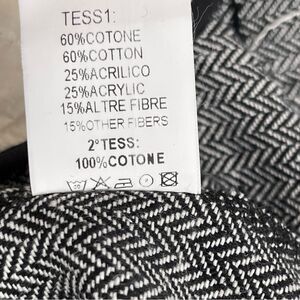 TESS1:
60%COTONE
60%COTTON
25%ACRILICO
25%ACRYLIC
15%ALTRE FIBRE
15%OTHER FIBERS
2°TESS:
100%COTONE